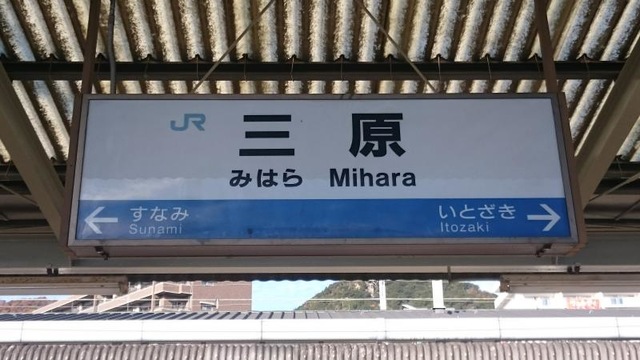 JR 三原
みはら Mihara
← すなみ いとざき →
Sunami Itozaki